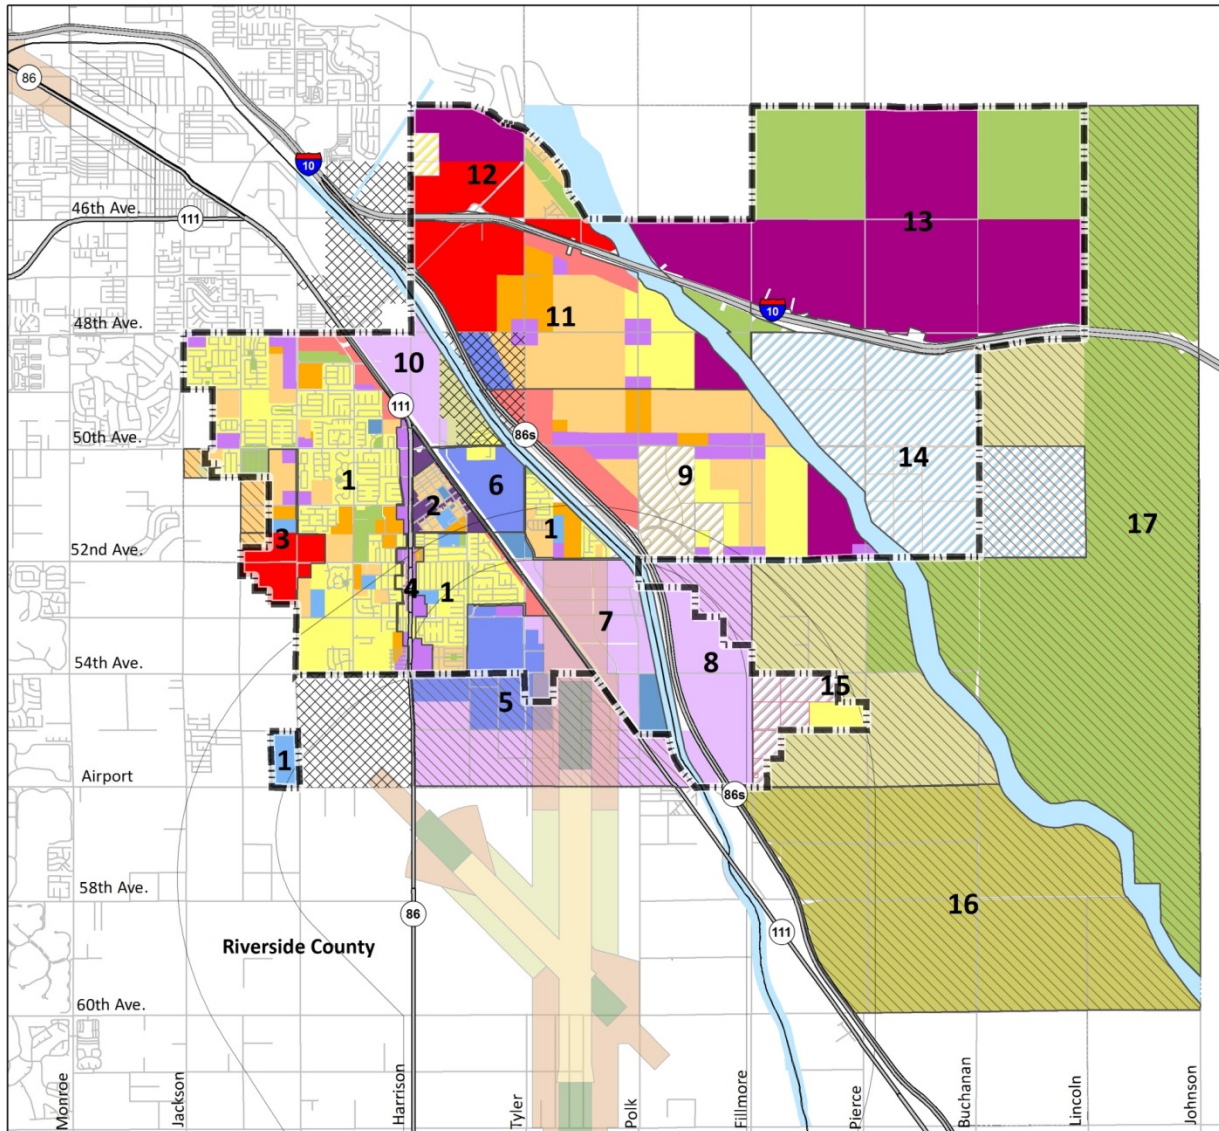 86
10
46th Ave.
111
12
13
48th Ave.
11
10
10
111
50th Ave.
86s
1
2
6
9
14
17
52nd Ave.
3
1
4
1
7
8
54th Ave.
5
15
Airport
1
86s
58th Ave.
86
16
111
Riverside County
60th Ave.
Monroe
Jackson
Harrison
Tyler
Polk
Fillmore
Pierce
Buchanan
Lincoln
Johnson